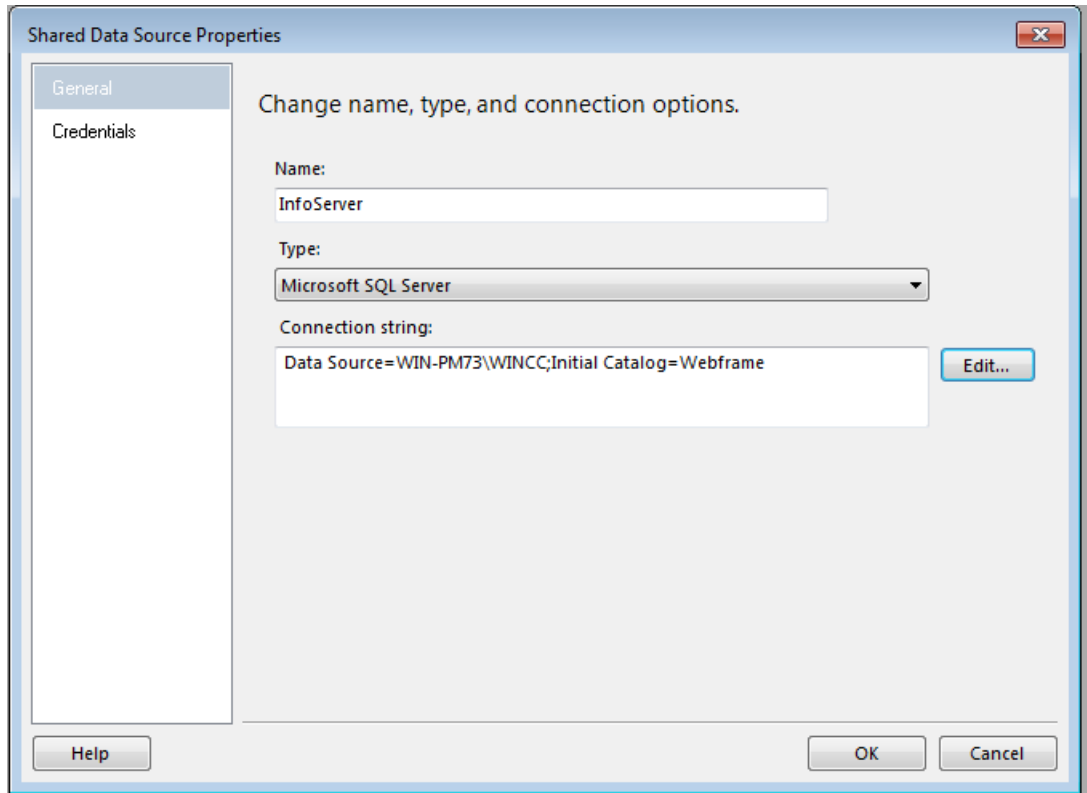 Shared Data Source Properties
General
Credentials
Change name, type, and connection options.
Name:
InfoServer
Type:
Microsoft SQL Server
Connection string:
Data Source=WIN-PM73\WINCC;Initial Catalog=Webframe
Edit...
Help
OK
Cancel